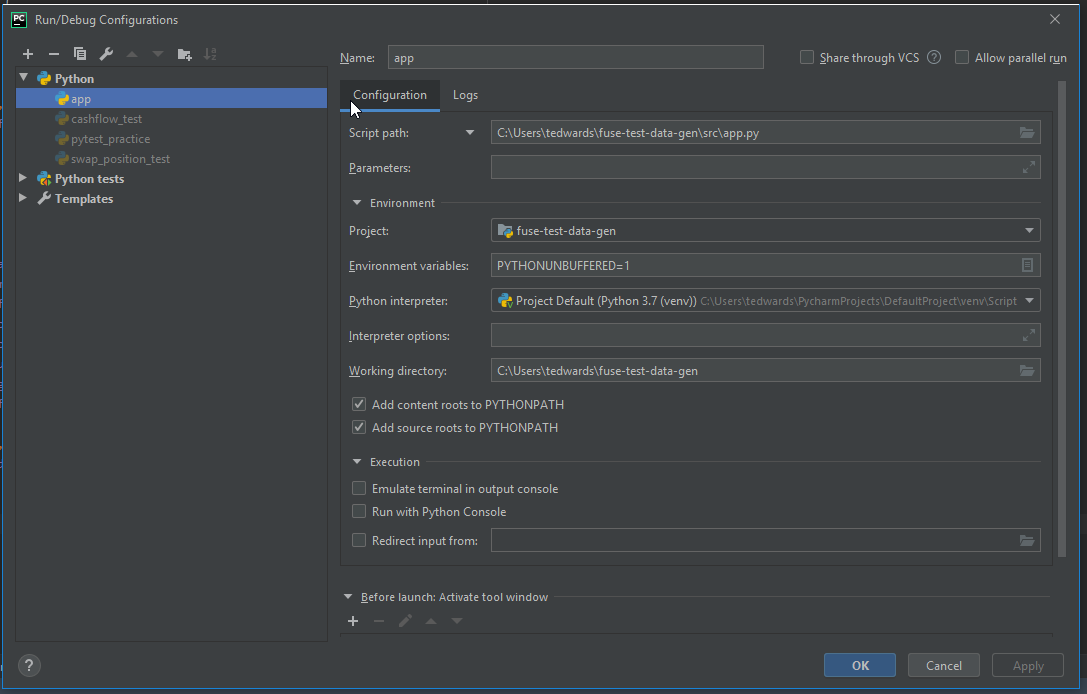 PC Run/Debug Configurations
Name: app Share through VCS ? Allow parallel run
Python
app
cashflow_test
pytest_practice
swap_position_test
Python tests
Templates
Configuration Logs
Script path: C:\Users\tedwards\fuse-test-data-gen\src\app.py
Parameters:
Environment
Project: fuse-test-data-gen
Environment variables: PYTHONUNBUFFERED=1
Python interpreter: Project Default (Python 3.7 (venv)) C:\Users\tedwards\PycharmProjects\DefaultProject\venv\Script
Interpreter options:
Working directory: C:\Users\tedwards\fuse-test-data-gen
Add content roots to PYTHONPATH
Add source roots to PYTHONPATH
Execution
Emulate terminal in output console
Run with Python Console
Redirect input from:
Before launch: Activate tool window
? OK Cancel Apply